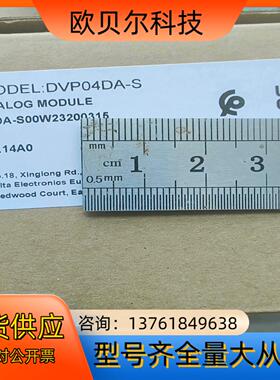 欧贝尔科技
ODEL:DVP04DA-S
ALOG MODULE
DA-S00W23200315
.14A0
.18, Xinglong Rd.,
lta Electronics Eu
edwood Court, Ea
cm
0.5mm
1 2 3
货供应
咨询：13761849638
对公开票
型号齐全量大从